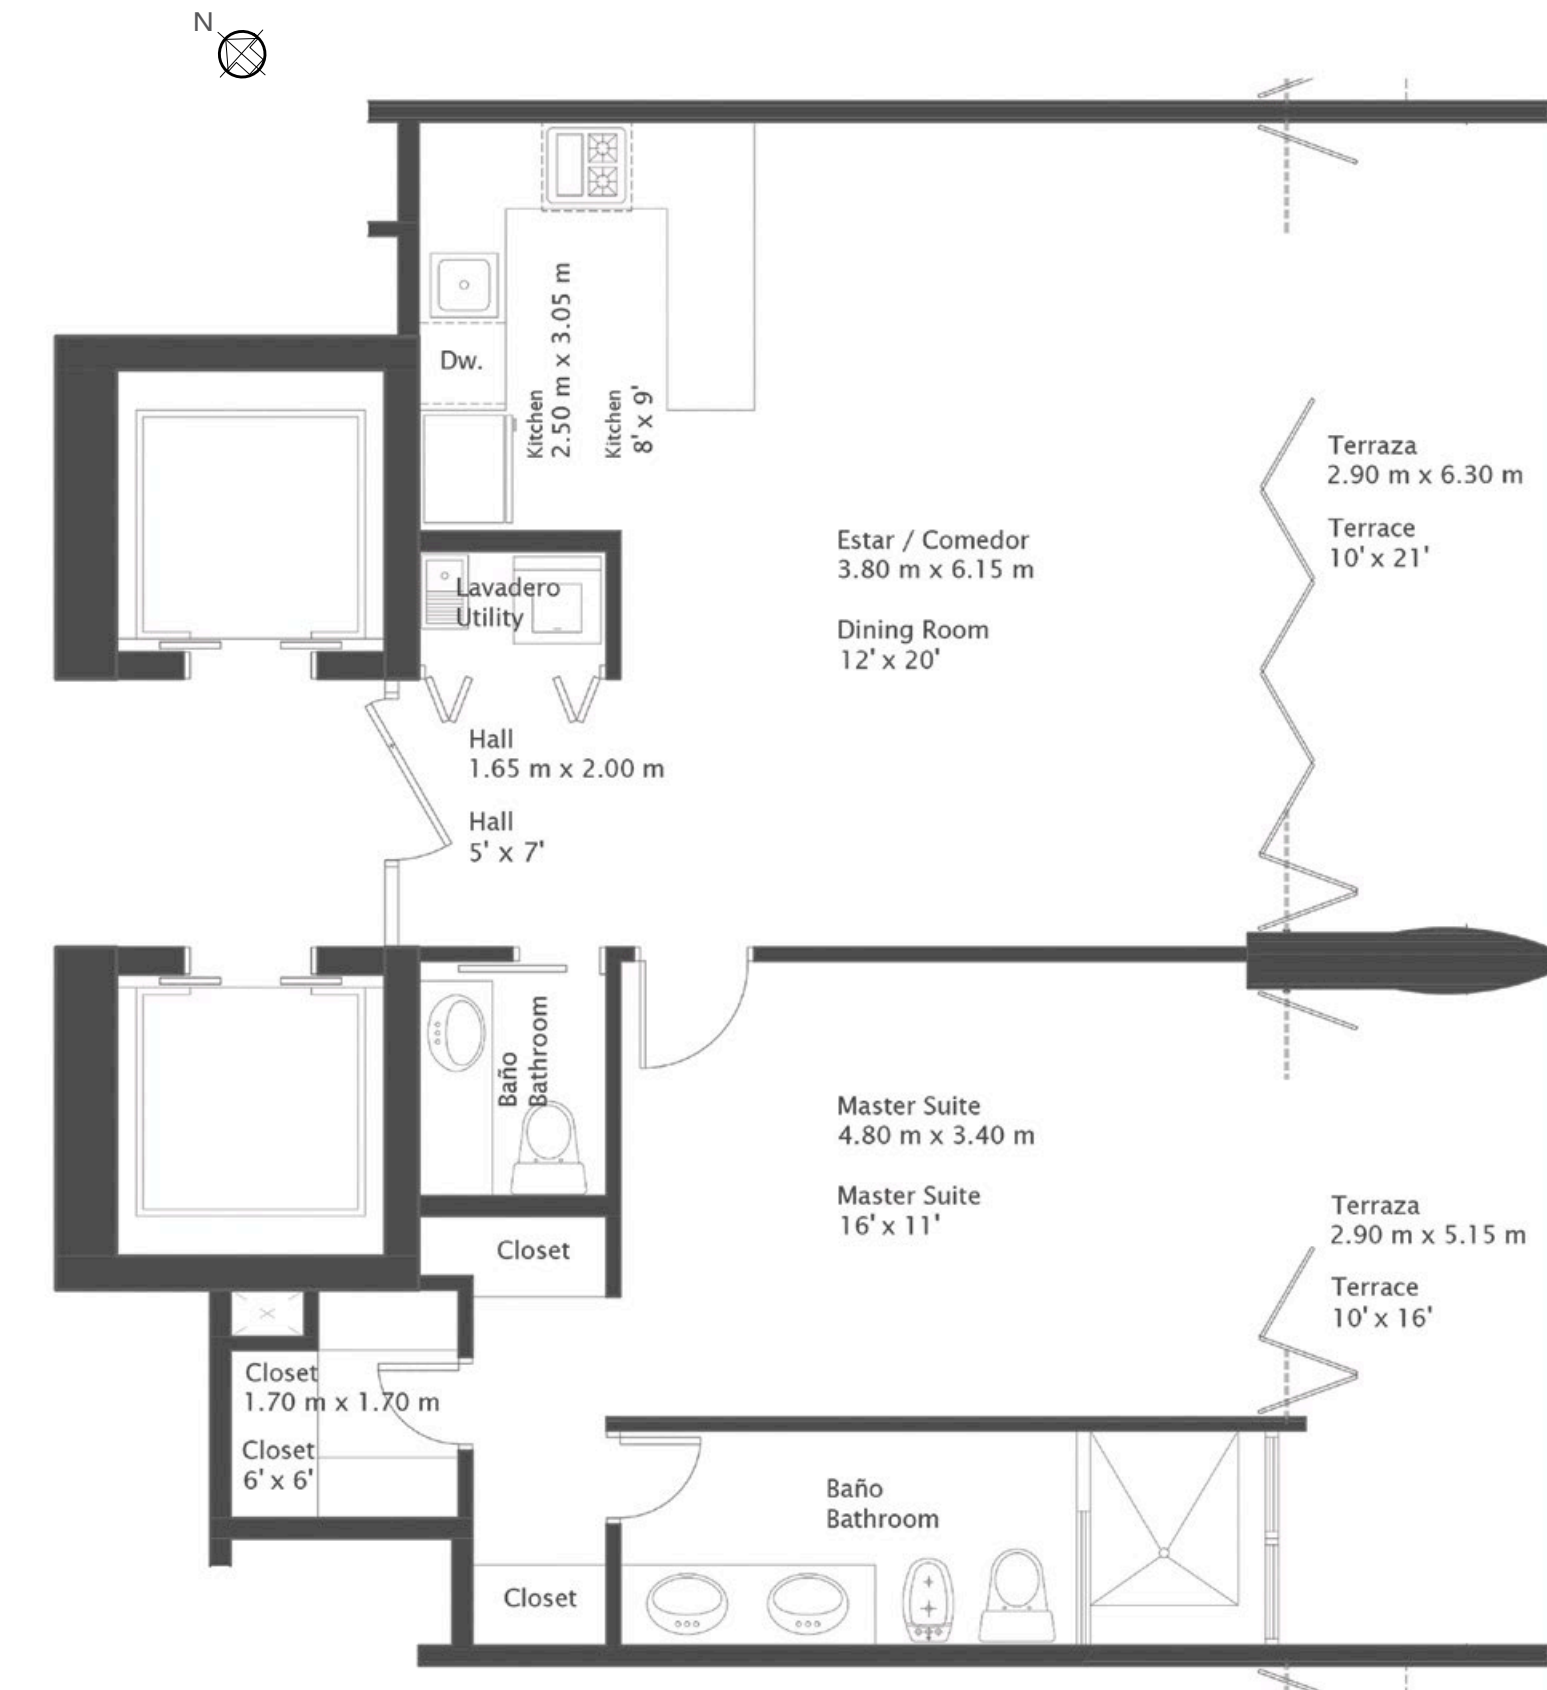 N
Dw.
Kitchen
2.50 m x 3.05 m
Kitchen
8' x 9'
Terraza
2.90 m x 6.30 m
Terrace
10' x 21'
Estar / Comedor
3.80 m x 6.15 m
Dining Room
12' x 20'
Lavadero
Utility
Hall
1.65 m x 2.00 m
Hall
5' x 7'
Baño
Bathroom
Master Suite
4.80 m x 3.40 m
Master Suite
16' x 11'
Terraza
2.90 m x 5.15 m
Terrace
10' x 16'
Closet
Closet
1.70 m x 1.70 m
Closet
6' x 6'
Baño
Bathroom
Closet